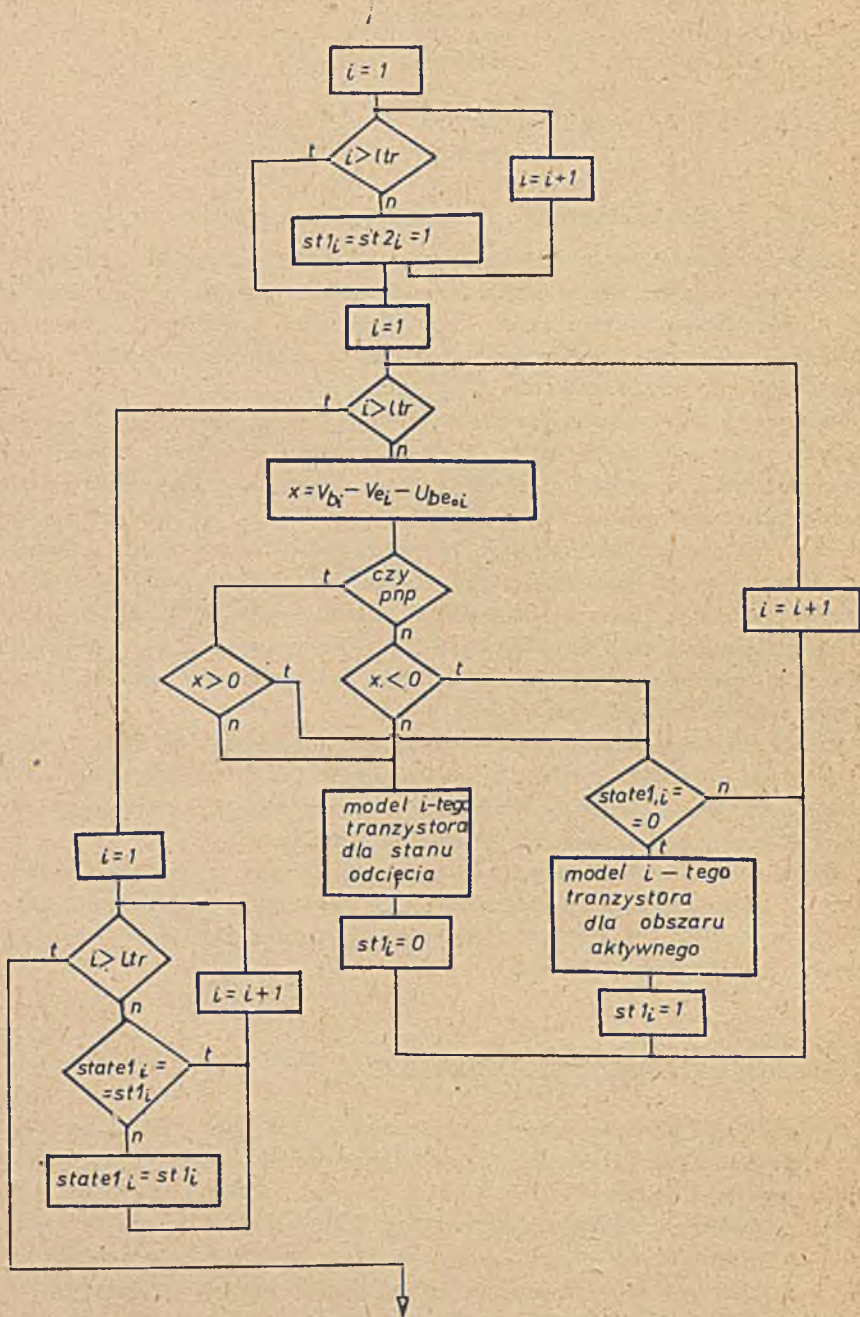 i = 1
i > ltr
t
n
i = i+1
st1i = st2i = 1
i = 1
t
i > ltr
n
x = Vbi − Vei − Ubeoi
t
czy
pnp
n
i = i+1
x > 0
t
n
x < 0
t
n
model i-tego
tranzystora
dla stanu
odcięcia
st1i = 0
state1,i =
= 0
n
t
model i – tego
tranzystora
dla obszaru
aktywnego
st1i = 1
i = 1
t
i > ltr
n
i = i+1
state1i =
= st1i
t
n
state1i = st1i